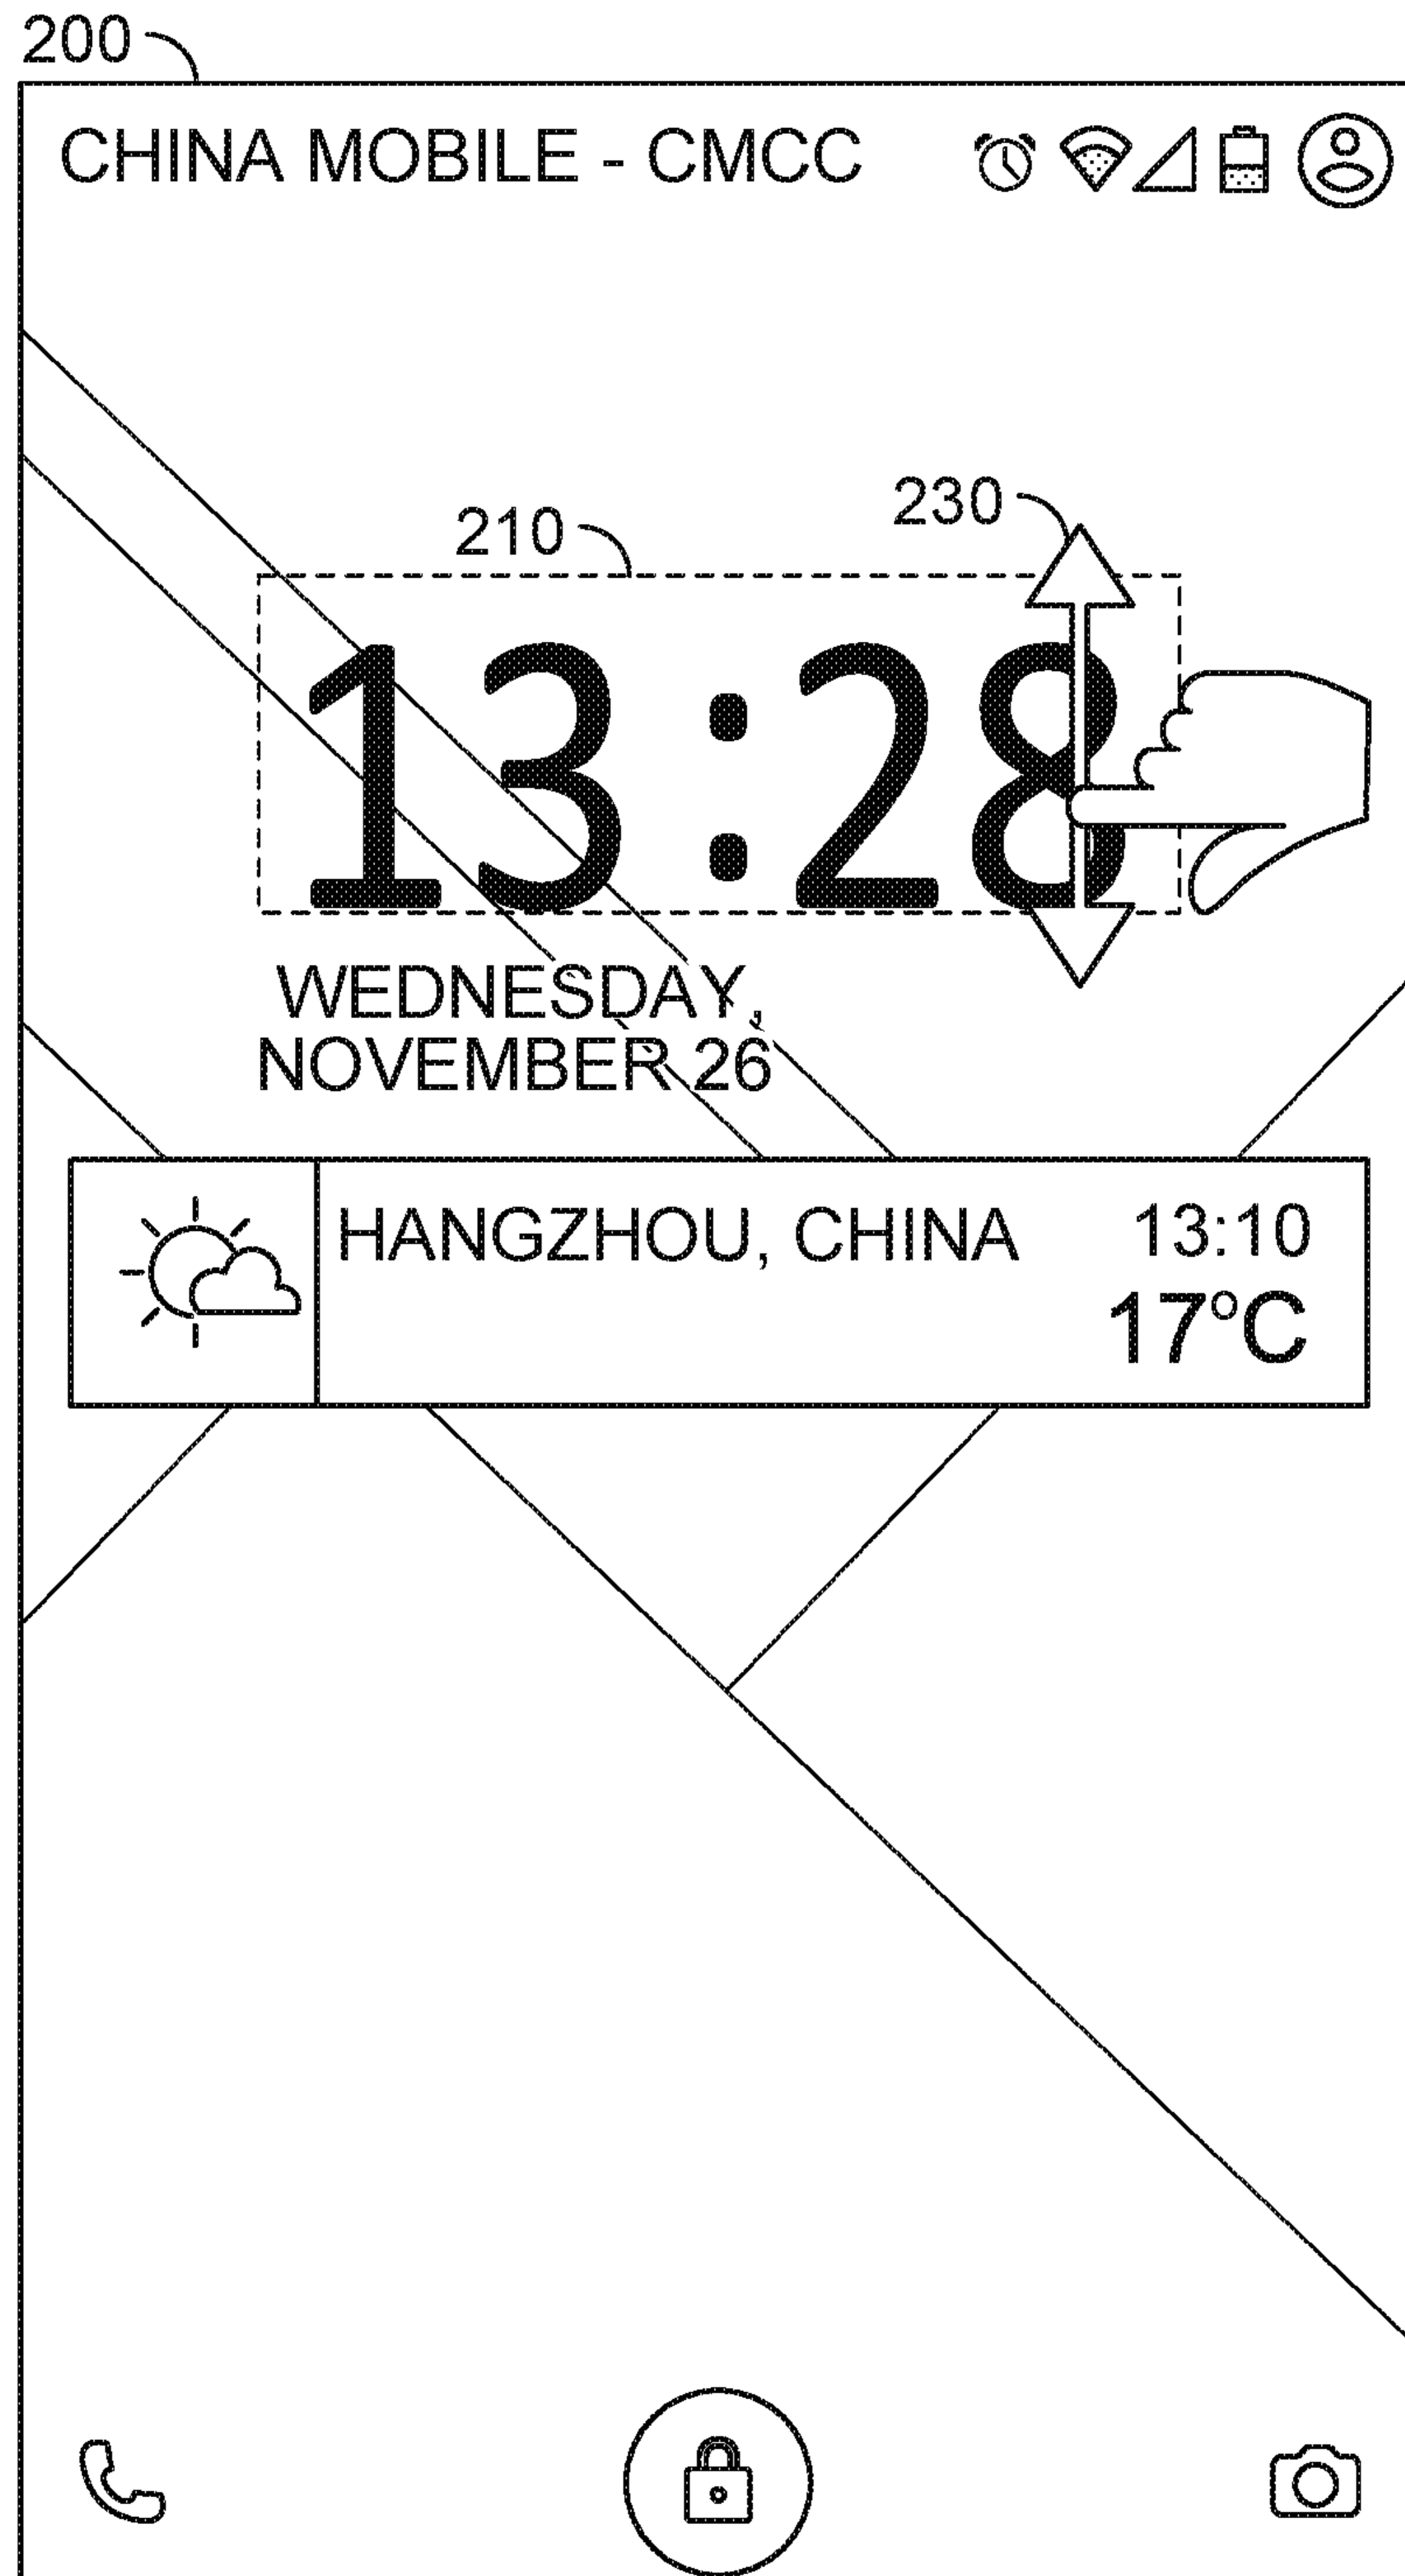 200
CHINA MOBILE - CMCC
210
230
13:28
WEDNESDAY,
NOVEMBER 26
HANGZHOU, CHINA 13:10
17°C